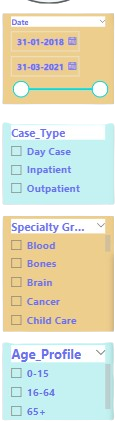 Date
31-01-2018
31-03-2021
Case_Type
Day Case
Inpatient
Outpatient
Specialty Gr...
Blood
Bones
Brain
Cancer
Child Care
Age_Profile
0-15
16-64
65+